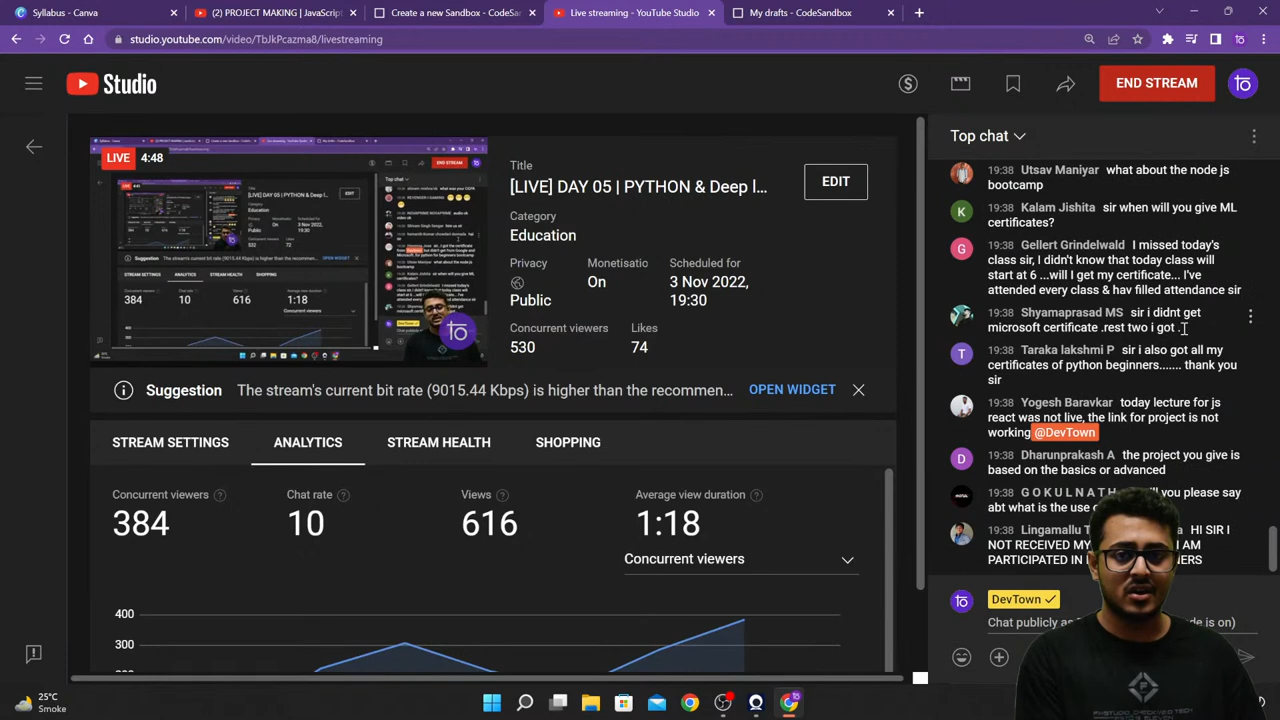 Syllabus - Canva
(2) PROJECT MAKING | JavaScript
Create a new Sandbox - CodeSa
Live streaming - YouTube Studio
My drafts - CodeSandbox
studio.youtube.com/video/TbJkPcazma8/livestreaming
Studio
END STREAM
LIVE 4:48
Title
[LIVE] DAY 05 | PYTHON & Deep l...
EDIT
Category
Education
Privacy
Monetisatio
Scheduled for
Public
On
3 Nov 2022,
19:30
Concurrent viewers
Likes
530
74
Suggestion
The stream's current bit rate (9015.44 Kbps) is higher than the recommen...
OPEN WIDGET
STREAM SETTINGS
ANALYTICS
STREAM HEALTH
SHOPPING
Concurrent viewers
Chat rate
Views
Average view duration
384
10
616
1:18
Concurrent viewers
400
300
Top chat
19:38 Utsav Maniyar what about the node js
bootcamp
19:38 Kalam Jishita sir when will you give ML
certificates?
19:38 Gellert Grindelwald I missed today's
class sir, I didn't know that today class will
start at 6 ...will I get my certificate... I've
attended every class & hav filled attendance sir
19:38 Shyamaprasad MS sir i didnt get
microsoft certificate .rest two i got .
19:38 Taraka lakshmi P sir i also got all my
certificates of python beginners....... thank you
sir
19:38 Yogesh Baravkar today lecture for js
react was not live, the link for project is not
working @DevTown
19:38 Dharunprakash A the project you give is
based on the basics or advanced
19:38 G O K U L N A T H will you please say
abt what is the use
19:38 Lingamallu HI SIR I
NOT RECEIVED MY I AM
PARTICIPATED IN
DevTown
Chat publicly as
25°C
Smoke